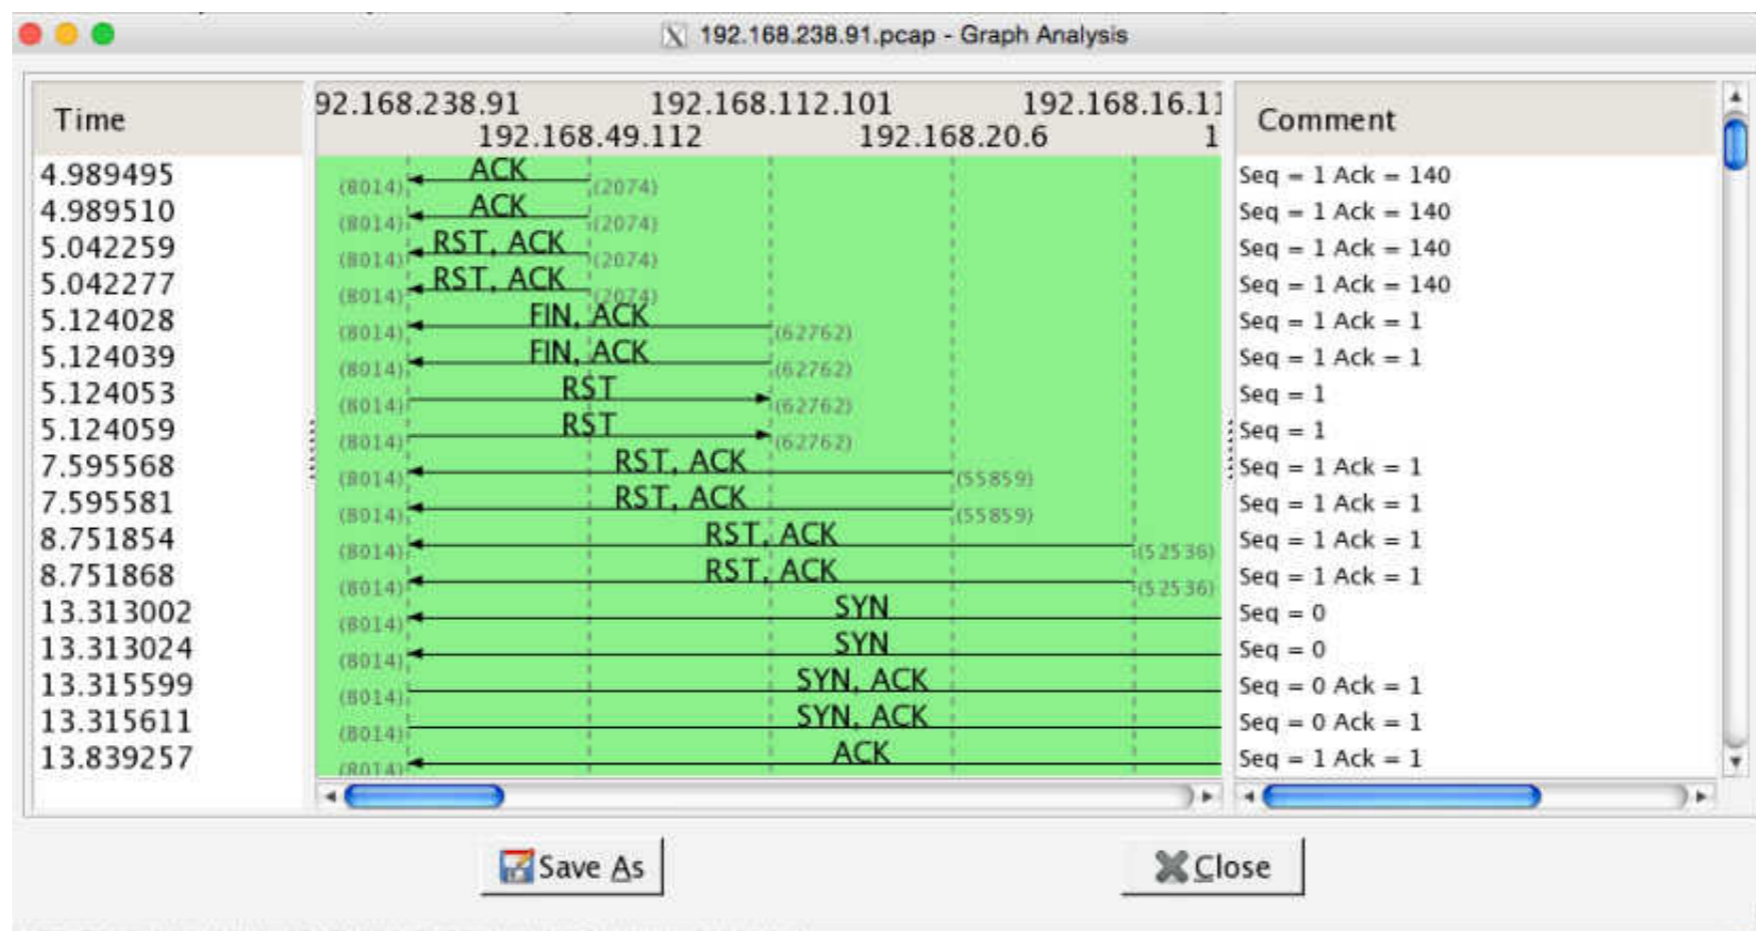 192.168.238.91.pcap - Graph Analysis
Time 92.168.238.91 192.168.112.101 192.168.16.11 Comment
192.168.49.112 192.168.20.6 1
4.989495 (8014) ACK (2074) Seq = 1 Ack = 140
4.989510 (8014) ACK (2074) Seq = 1 Ack = 140
5.042259 (8014) RST, ACK (2074) Seq = 1 Ack = 140
5.042277 (8014) RST, ACK (2074) Seq = 1 Ack = 140
5.124028 (8014) FIN, ACK (62762) Seq = 1 Ack = 1
5.124039 (8014) FIN, ACK (62762) Seq = 1 Ack = 1
5.124053 (8014) RST (62762) Seq = 1
5.124059 (8014) RST (62762) Seq = 1
7.595568 (8014) RST, ACK (55859) Seq = 1 Ack = 1
7.595581 (8014) RST, ACK (55859) Seq = 1 Ack = 1
8.751854 (8014) RST, ACK (52536) Seq = 1 Ack = 1
8.751868 (8014) RST, ACK (52536) Seq = 1 Ack = 1
13.313002 (8014) SYN Seq = 0
13.313024 (8014) SYN Seq = 0
13.315599 (8014) SYN, ACK Seq = 0 Ack = 1
13.315611 (8014) SYN, ACK Seq = 0 Ack = 1
13.839257 (8014) ACK Seq = 1 Ack = 1
Save As Close